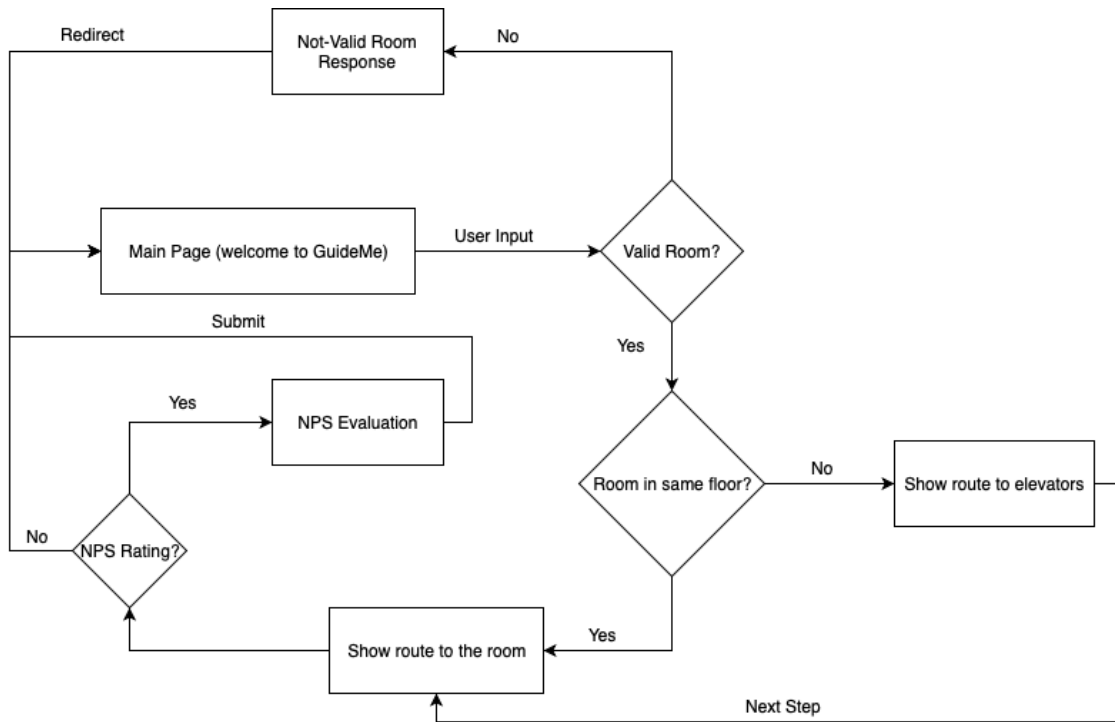 Redirect
Not-Valid Room
Response
No
Main Page (welcome to GuideMe)
User Input
Valid Room?
Submit
Yes
Yes
NPS Evaluation
Room in same floor?
No
Show route to elevators
No
NPS Rating?
Yes
Show route to the room
Next Step